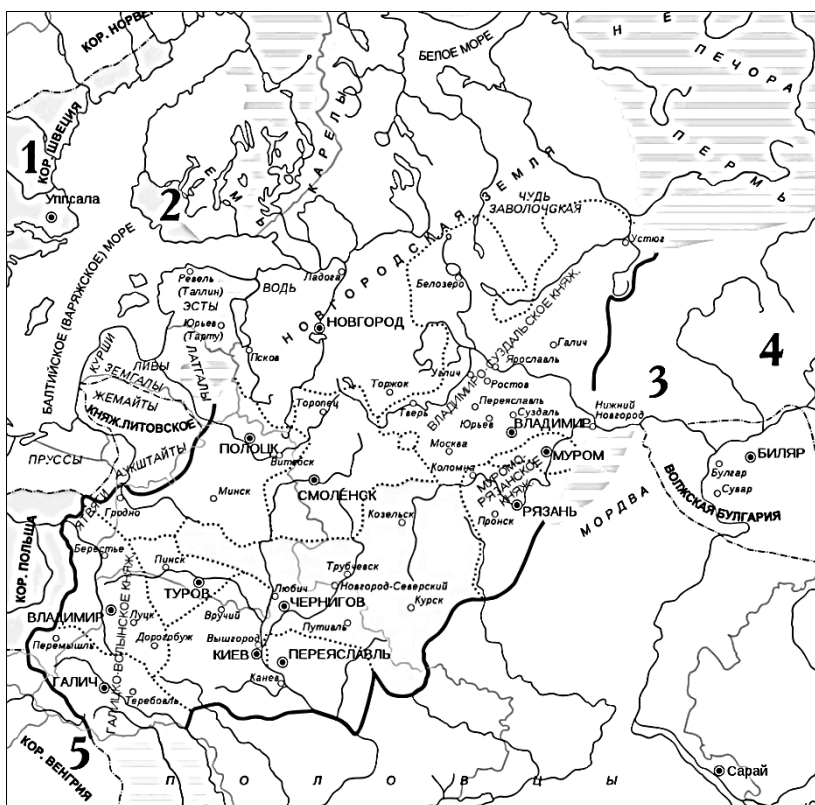 КОР. НОРВЕ
БЕЛОЕ МОРЕ
Н Е
ПЕЧОРА
ПЕРМЬ
1
КОР. ШВЕЦИЯ
Уппсала
2
ЕМЬ
КАРЕЛЫ
НОВГОРОДСКАЯ ЗЕМЛЯ
ЧУДЬ
ЗАВОЛОЧСКАЯ
Устюг
БАЛТИЙСКОЕ (ВАРЯЖСКОЕ) МОРЕ
Ревель
(Таллин)
ЭСТЫ
Юрьев
(Тарту)
ВОДЬ
Ладога
Белозеро
НОВГОРОД
Псков
ЛАТГАЛЫ
КУРШИ
ЛИВЫ
ЗЕМГАЛЫ
ЖЕМАЙТЫ
КНЯЖ.ЛИТОВСКОЕ
АУКШТАЙТЫ
ПРУССЫ
ЯТВЯГИ
ВЛАДИМИРО-СУЗДАЛЬСКОЕ КНЯЖ.
Галич
Ярославль
Углич
Ростов
Торжок
Тверь
Переяславль
Суздаль
Юрьев
ВЛАДИМИР
Нижний
Новгород
3
4
Торопец
ПОЛОЦК
Витебск
Москва
Коломна
МУРОМ
МУРОМО-
РЯЗАНСКОЕ
КНЯЖ.
РЯЗАНЬ
Пронск
МОРДВА
БИЛЯР
Булгар
Сувар
ВОЛЖСКАЯ БУЛГАРИЯ
СМОЛЕНСК
Минск
Козельск
Гродно
КОР. ПОЛЬША
Берестье
Пинск
ТУРОВ
Трубчевск
Любич
Новгород-Северский
ЧЕРНИГОВ
Курск
ВЛАДИМИР
Луцк
Вручий
Путивль
Перемышль
Дорогобуж
Вышгород
КИЕВ
ПЕРЕЯСЛАВЛЬ
Канев
ГАЛИЧ
ГАЛИЦКО-ВОЛЫНСКОЕ КНЯЖ.
Теребовль
5
КОР. ВЕНГРИЯ
ПОЛОВЦЫ
Сарай